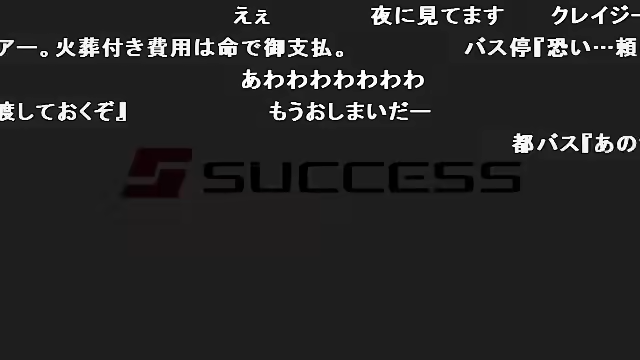 えぇ 夜に見てます クレイジー
アー。火葬付き費用は命で御支払。 バス停『恐い…頼
あわわわわわわわ
渡しておくぞ』 もうおしまいだー
都バス『あの
SUCCESS